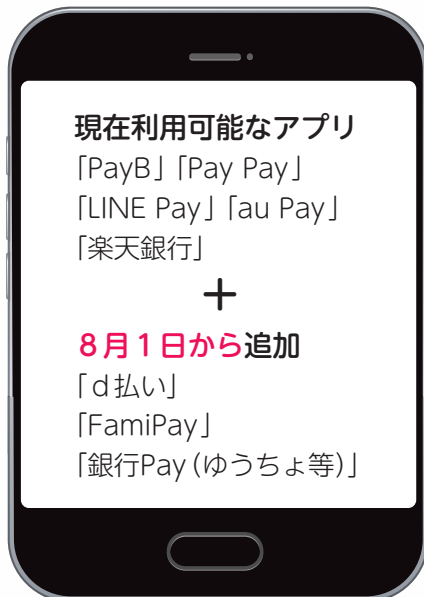 現在利用可能なアプリ
「PayB」「Pay Pay」
「LINE Pay」「au Pay」
「楽天銀行」
＋
８月１日から追加
「ｄ払い」
「FamiPay」
「銀行Pay（ゆうちょ等）」